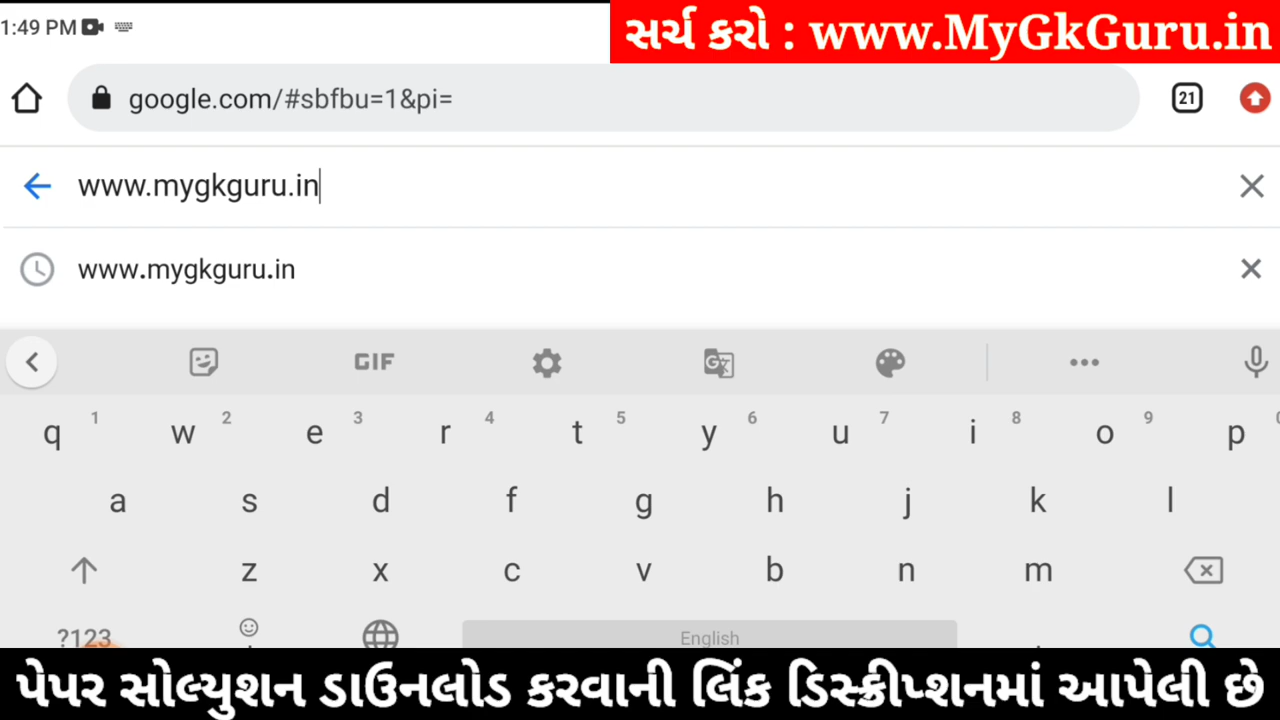 1:49 PM
સર્ચ કરો : www.MyGkGuru.in
google.com/#sbfbu=1&pi=
21
www.mygkguru.in
www.mygkguru.in
GIF
q 1 w 2 e 3 r 4 t 5 y 6 u 7 i 8 o 9 p 0
a s d f g h j k l
z x c v b n m
?123 English
પેપર સોલ્યુશન ડાઉનલોડ કરવાની લિંક ડિસ્ક્રીપ્શનમાં આપેલી છે